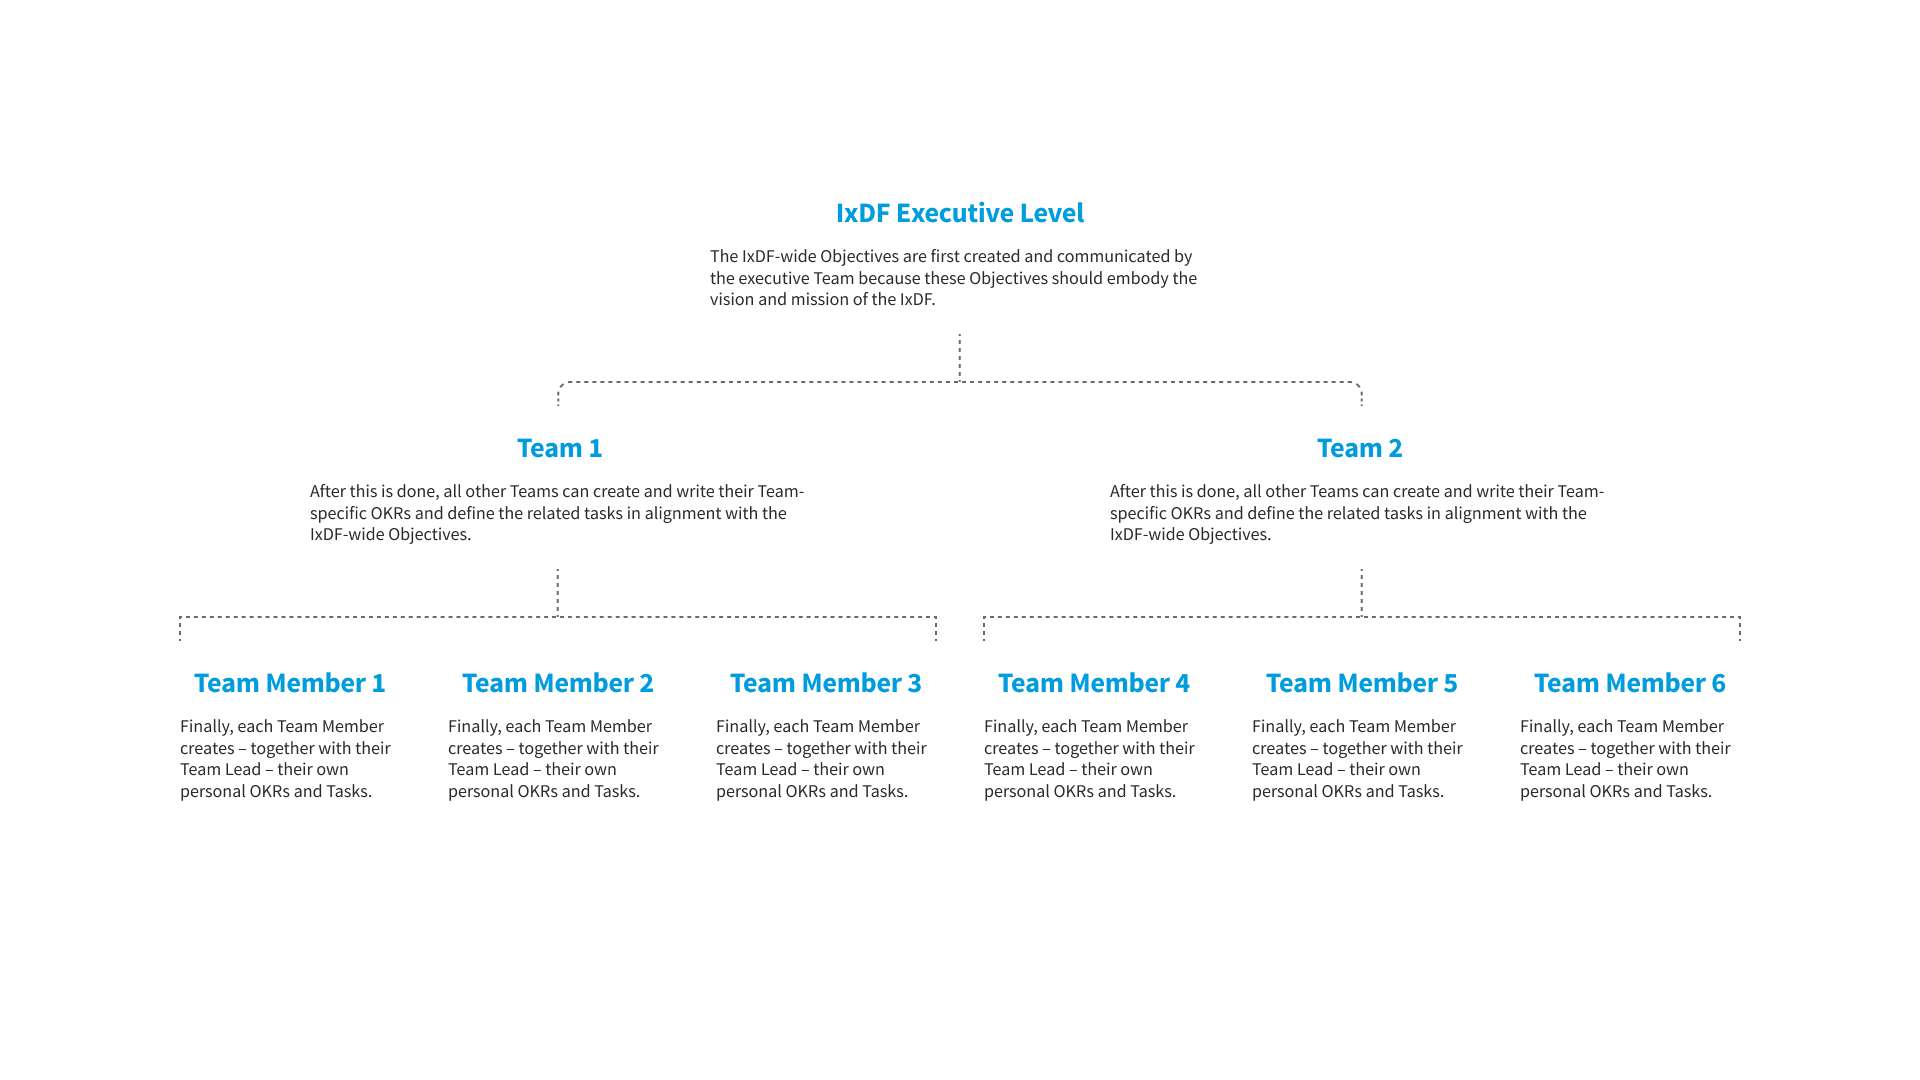 IxDF Executive Level
The IxDF-wide Objectives are first created and communicated by
the executive Team because these Objectives should embody the
vision and mission of the IxDF.
Team 1
After this is done, all other Teams can create and write their Team-
specific OKRs and define the related tasks in alignment with the
IxDF-wide Objectives.
Team 2
After this is done, all other Teams can create and write their Team-
specific OKRs and define the related tasks in alignment with the
IxDF-wide Objectives.
Team Member 1
Finally, each Team Member
creates – together with their
Team Lead – their own
personal OKRs and Tasks.
Team Member 2
Finally, each Team Member
creates – together with their
Team Lead – their own
personal OKRs and Tasks.
Team Member 3
Finally, each Team Member
creates – together with their
Team Lead – their own
personal OKRs and Tasks.
Team Member 4
Finally, each Team Member
creates – together with their
Team Lead – their own
personal OKRs and Tasks.
Team Member 5
Finally, each Team Member
creates – together with their
Team Lead – their own
personal OKRs and Tasks.
Team Member 6
Finally, each Team Member
creates – together with their
Team Lead – their own
personal OKRs and Tasks.